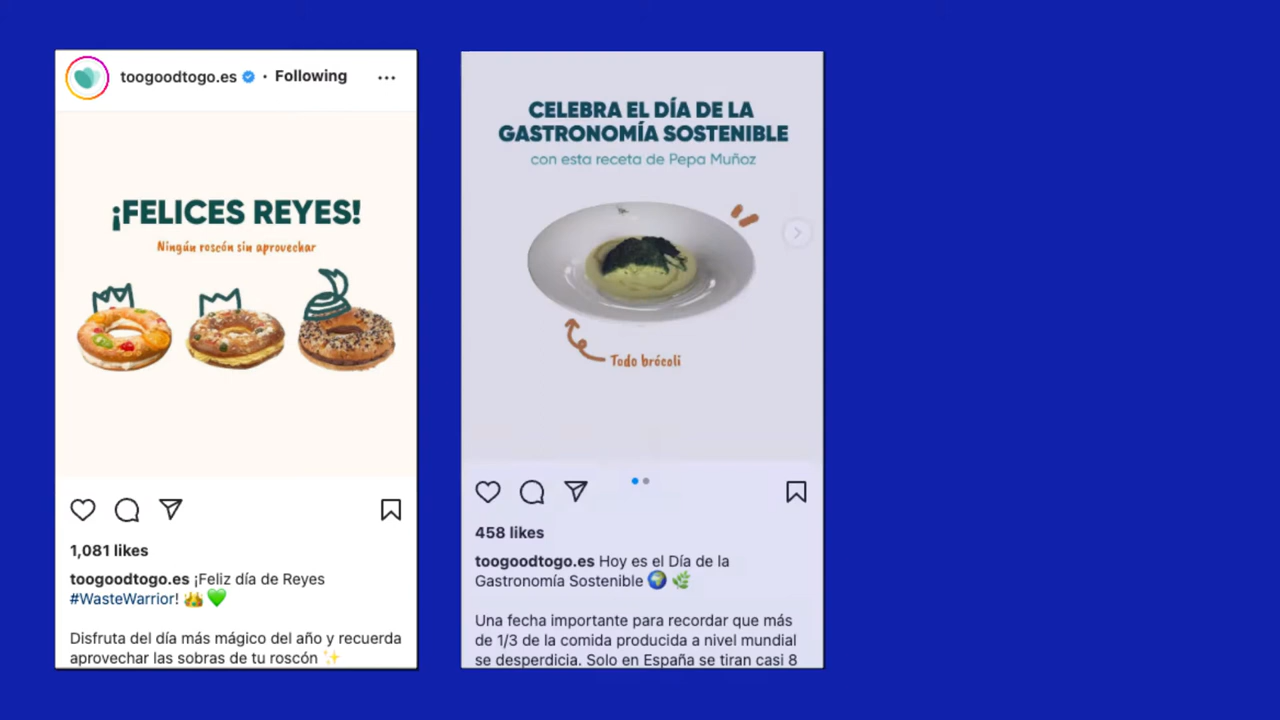 toogoodtogo.es • Following
¡FELICES REYES!
Ningún roscón sin aprovechar
1,081 likes
toogoodtogo.es ¡Feliz día de Reyes
#WasteWarrior! 👑💚
Disfruta del día más mágico del año y recuerda
aprovechar las sobras de tu roscón ✨
CELEBRA EL DÍA DE LA
GASTRONOMÍA SOSTENIBLE
con esta receta de Pepa Muñoz
Todo brócoli
458 likes
toogoodtogo.es Hoy es el Día de la
Gastronomía Sostenible 🌍 🌿
Una fecha importante para recordar que más
de 1/3 de la comida producida a nivel mundial
se desperdicia. Solo en España se tiran casi 8